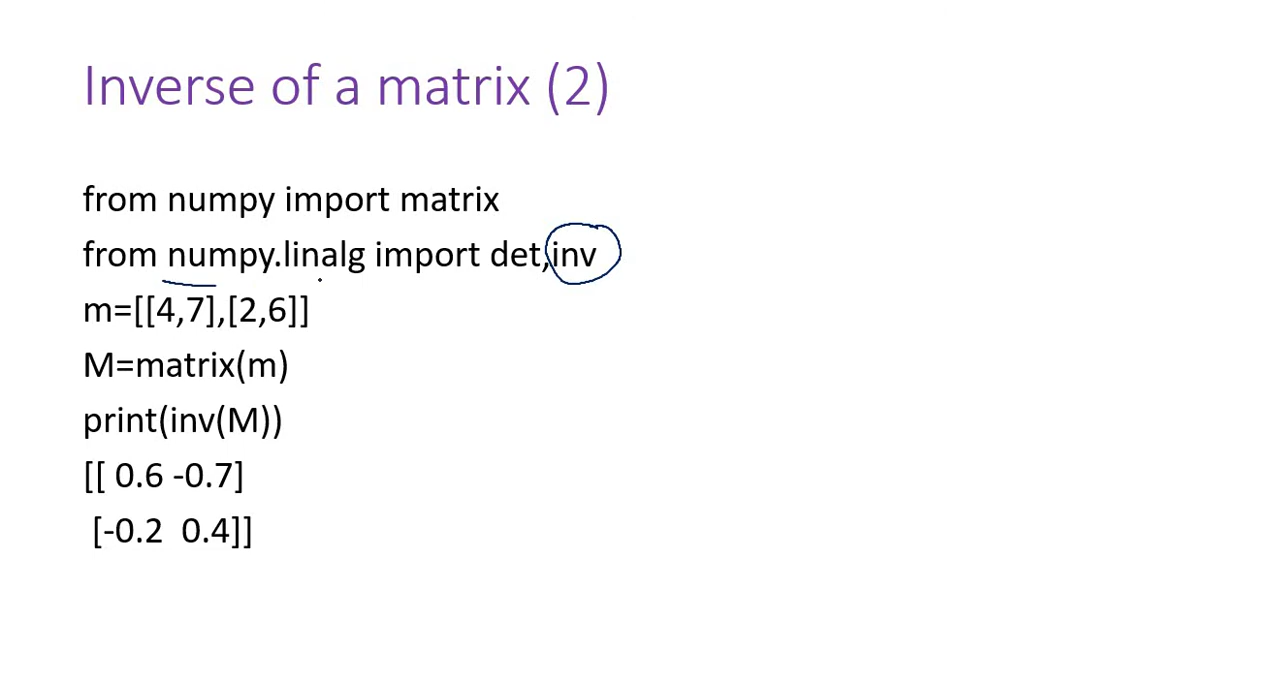 Inverse of a matrix (2)
from numpy import matrix
from numpy.linalg import det,inv
m=[[4,7],[2,6]]
M=matrix(m)
print(inv(M))
[[ 0.6 -0.7]
[-0.2  0.4]]